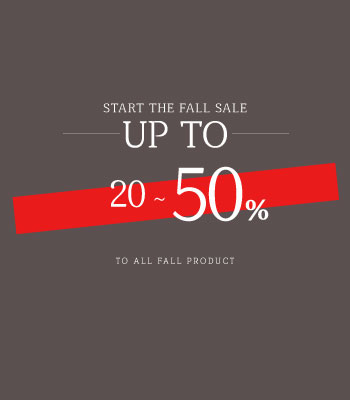 START THE FALL SALE
UP TO
20 ~ 50%
TO ALL FALL PRODUCT